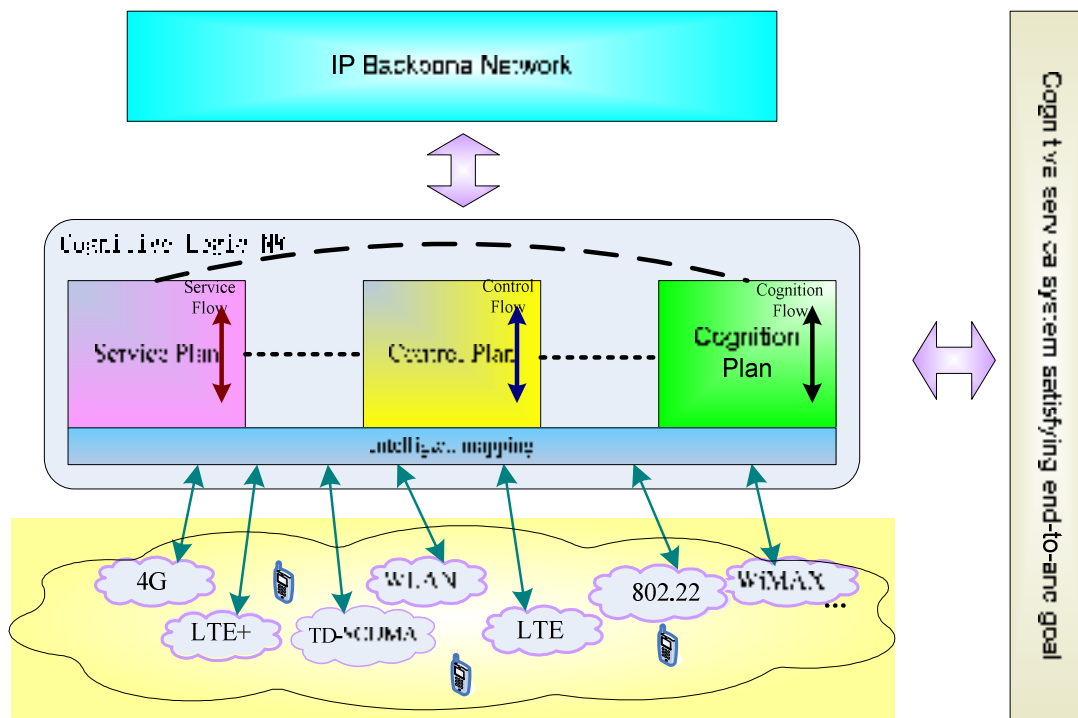 IP Backbone Network
Cognitive Logic NW
Service
Flow
Service Plan
Control
Flow
Control Plan
Cognition
Flow
Cognition
Plan
Intelligent mapping
4G
LTE+
TD-SCDMA
WLAN
LTE
802.22
WiMAX
...
Cognitive service system satisfying end-to-end goal